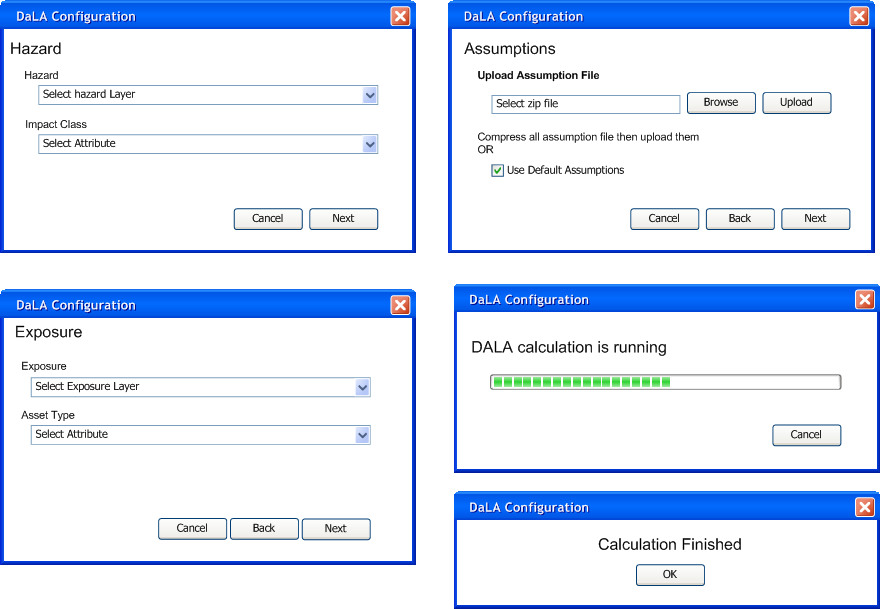 DaLA Configuration
Hazard
Hazard
Select hazard Layer
Impact Class
Select Attribute
Cancel
Next
DaLA Configuration
Assumptions
Upload Assumption File
Select zip file
Browse
Upload
Compress all assumption file then upload them
OR
Use Default Assumptions
Cancel
Back
Next
DaLA Configuration
Exposure
Exposure
Select Exposure Layer
Asset Type
Select Attribute
Cancel
Back
Next
DaLA Configuration
DALA calculation is running
Cancel
DaLA Configuration
Calculation Finished
OK